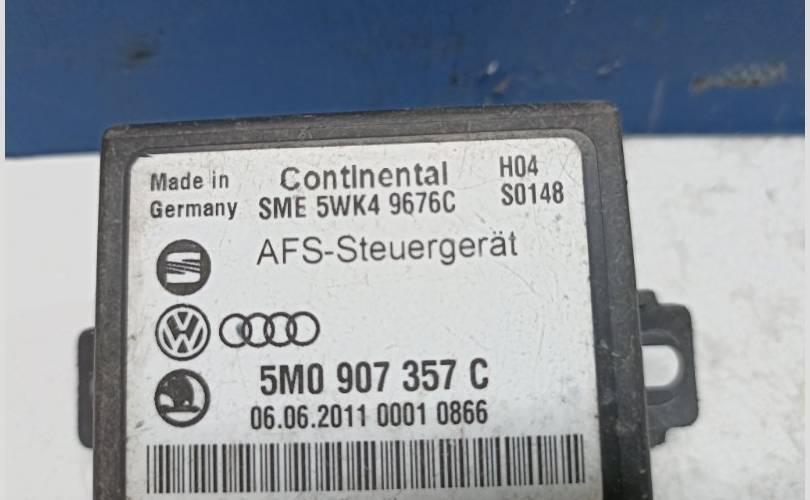 Made in Germany
Continental
SME 5WK4 9676C
H04
S0148
AFS-Steuergerät
5M0 907 357 C
06.06.2011 0001 0866